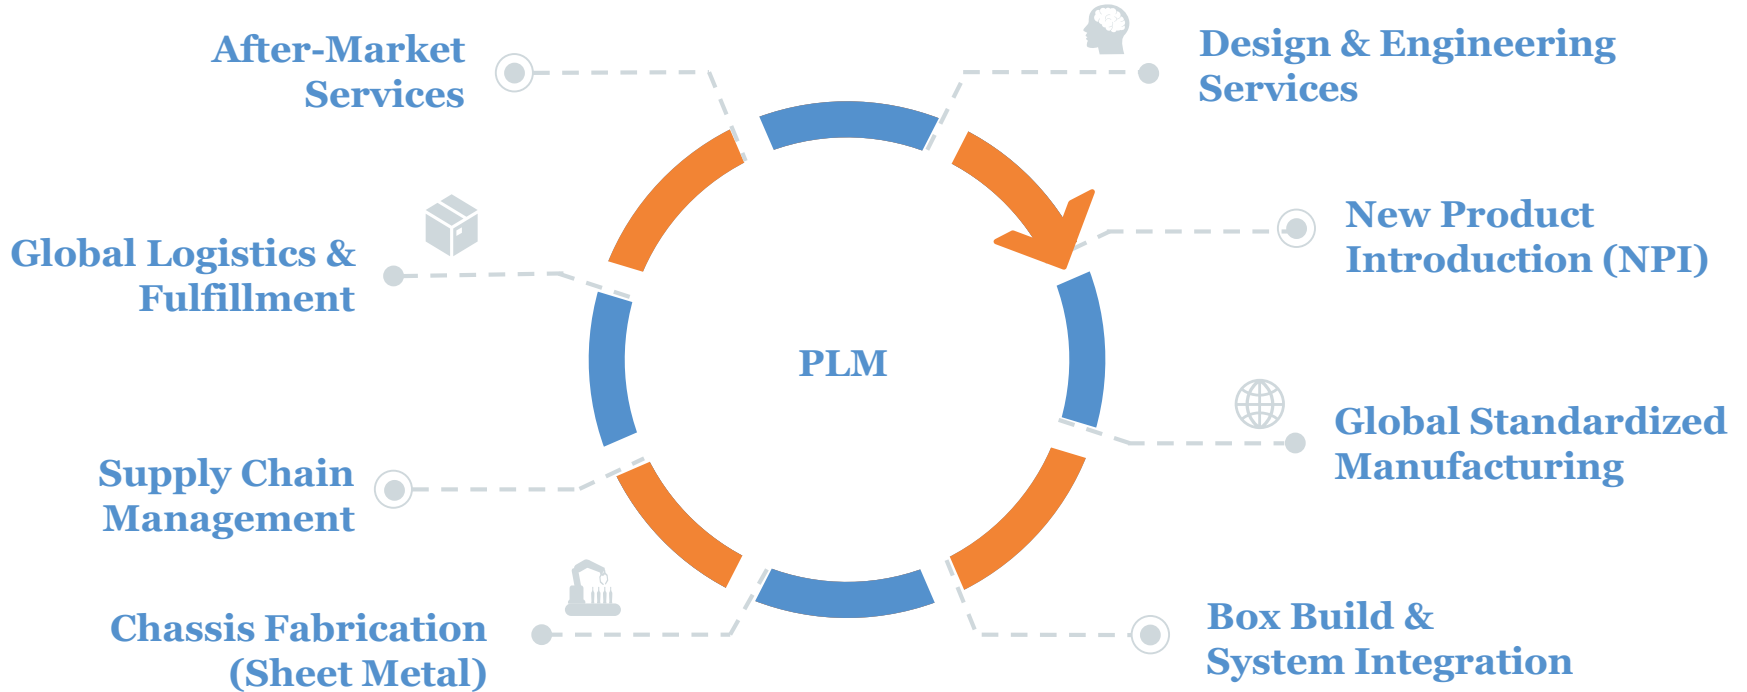 After-Market
Services
Design & Engineering
Services
Global Logistics &
Fulfillment
New Product
Introduction (NPI)
PLM
Supply Chain
Management
Global Standardized
Manufacturing
Chassis Fabrication
(Sheet Metal)
Box Build &
System Integration